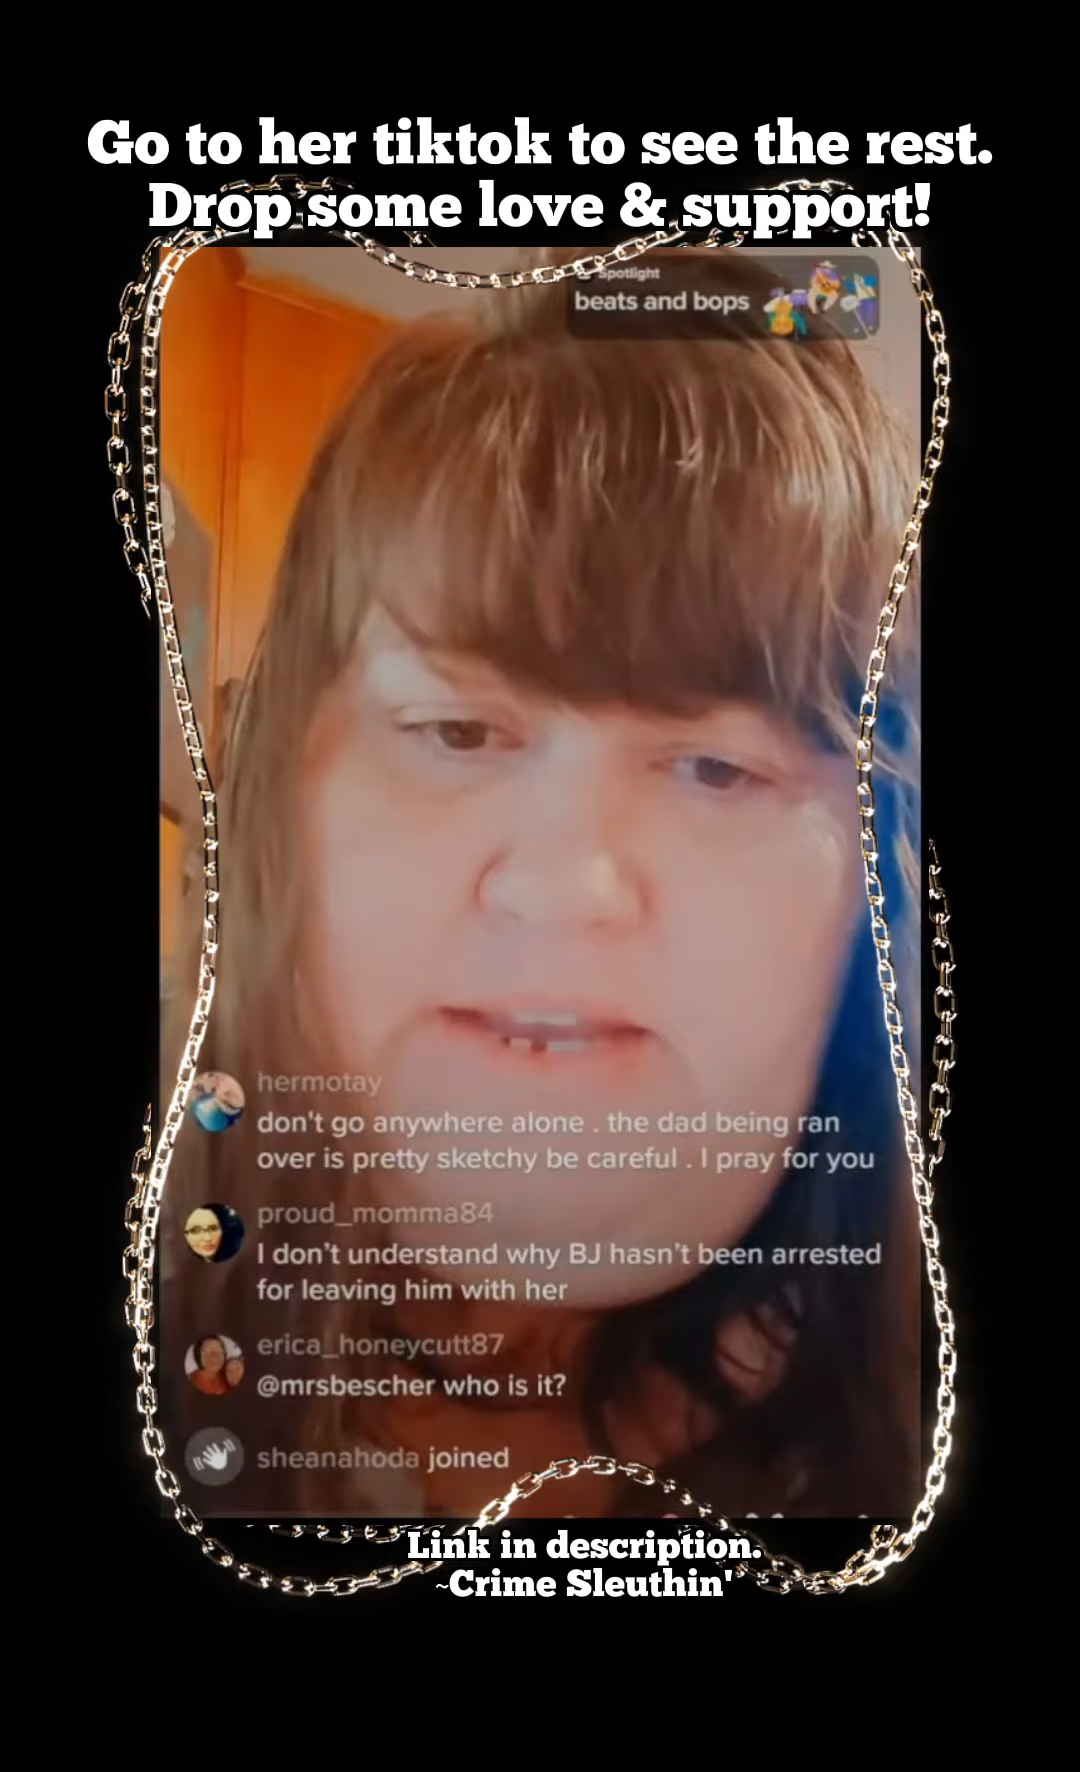 Go to her tiktok to see the rest.
Drop some love & support!
Spotlight
beats and bops
hermotay
don't go anywhere alone . the dad being ran
over is pretty sketchy be careful . I pray for you
proud_momma84
I don't understand why BJ hasn't been arrested
for leaving him with her
erica_honeycutt87
@mrsbescher who is it?
sheanahoda joined
Link in description.
~Crime Sleuthin'